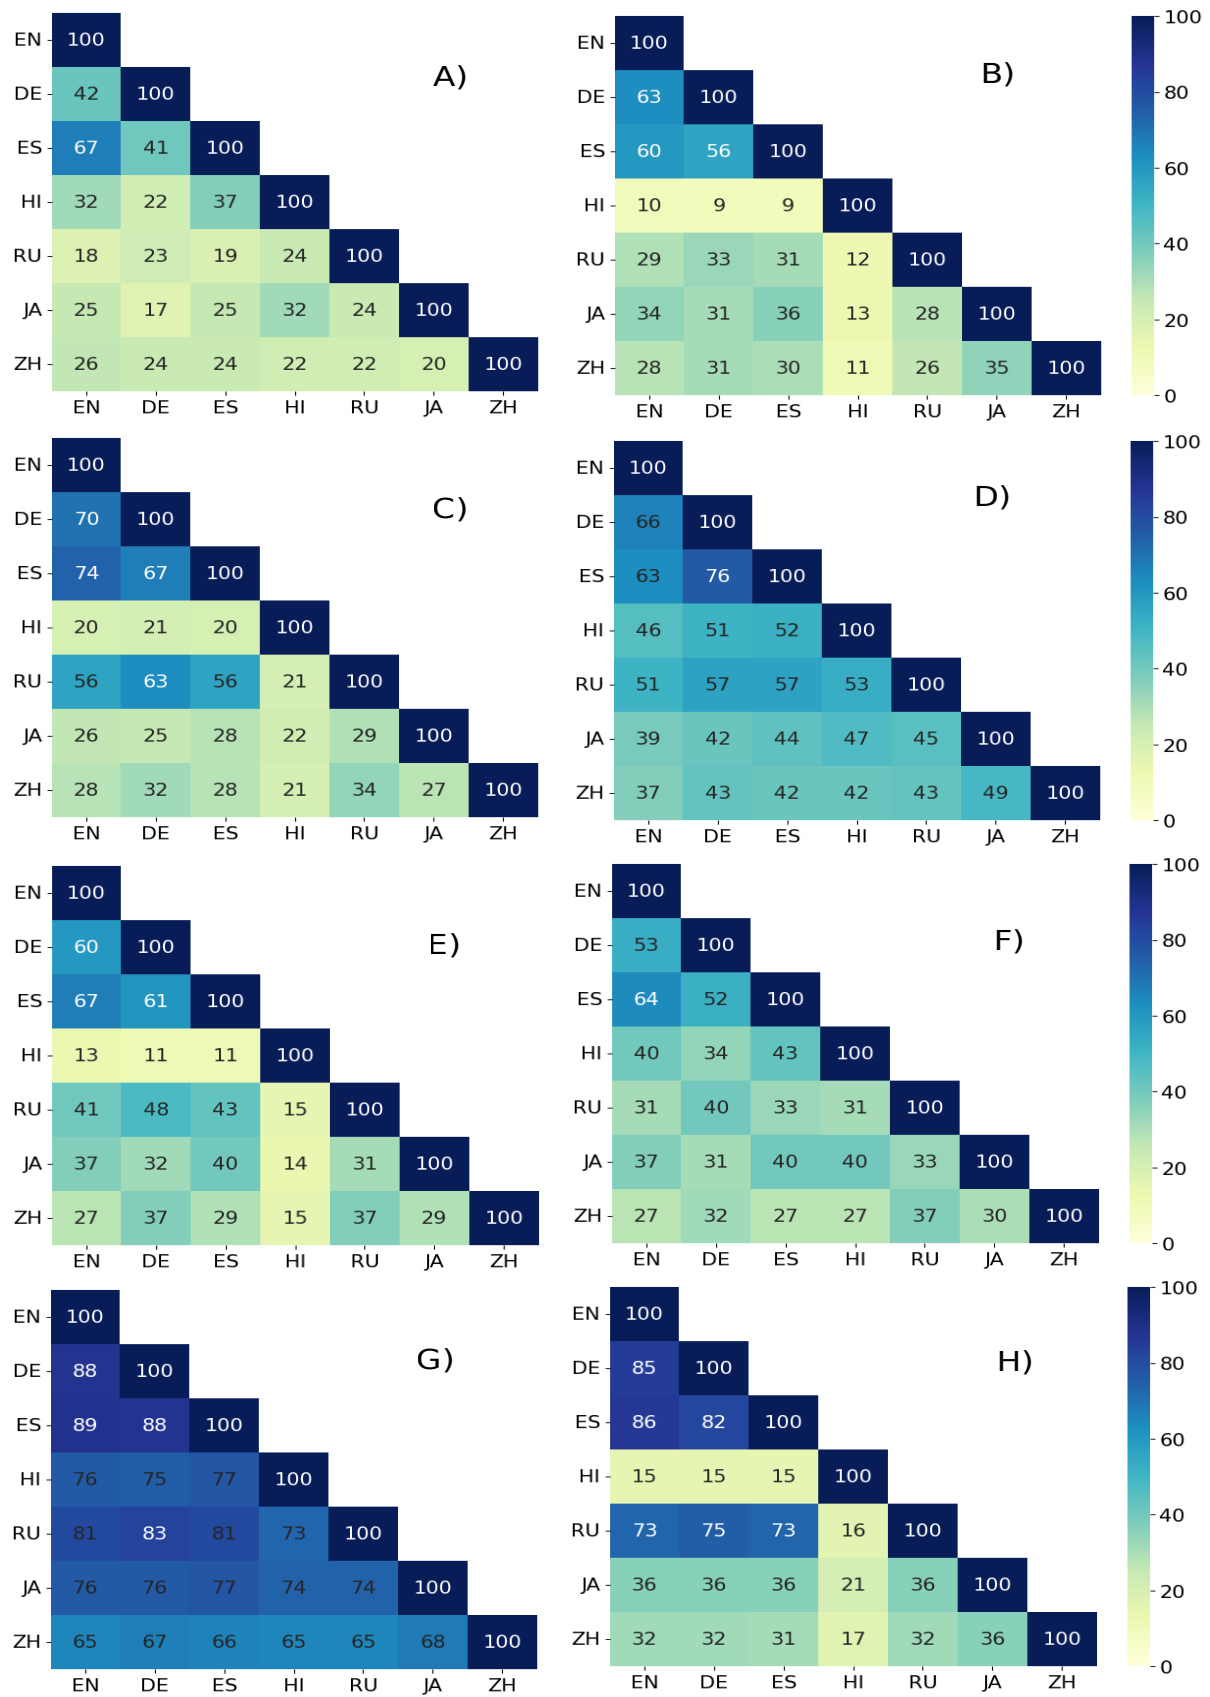 A)
EN 100
DE 42 100
ES 67 41 100
HI 32 22 37 100
RU 18 23 19 24 100
JA 25 17 25 32 24 100
ZH 26 24 24 22 22 20 100
EN DE ES HI RU JA ZH
B)
EN 100
DE 63 100
ES 60 56 100
HI 10 9 9 100
RU 29 33 31 12 100
JA 34 31 36 13 28 100
ZH 28 31 30 11 26 35 100
EN DE ES HI RU JA ZH
100
80
60
40
20
0
C)
EN 100
DE 70 100
ES 74 67 100
HI 20 21 20 100
RU 56 63 56 21 100
JA 26 25 28 22 29 100
ZH 28 32 28 21 34 27 100
EN DE ES HI RU JA ZH
D)
EN 100
DE 66 100
ES 63 76 100
HI 46 51 52 100
RU 51 57 57 53 100
JA 39 42 44 47 45 100
ZH 37 43 42 42 43 49 100
EN DE ES HI RU JA ZH
100
80
60
40
20
0
E)
EN 100
DE 60 100
ES 67 61 100
HI 13 11 11 100
RU 41 48 43 15 100
JA 37 32 40 14 31 100
ZH 27 37 29 15 37 29 100
EN DE ES HI RU JA ZH
F)
EN 100
DE 53 100
ES 64 52 100
HI 40 34 43 100
RU 31 40 33 31 100
JA 37 31 40 40 33 100
ZH 27 32 27 27 37 30 100
EN DE ES HI RU JA ZH
100
80
60
40
20
0
G)
EN 100
DE 88 100
ES 89 88 100
HI 76 75 77 100
RU 81 83 81 73 100
JA 76 76 77 74 74 100
ZH 65 67 66 65 65 68 100
EN DE ES HI RU JA ZH
H)
EN 100
DE 85 100
ES 86 82 100
HI 15 15 15 100
RU 73 75 73 16 100
JA 36 36 36 21 36 100
ZH 32 32 31 17 32 36 100
EN DE ES HI RU JA ZH
100
80
60
40
20
0